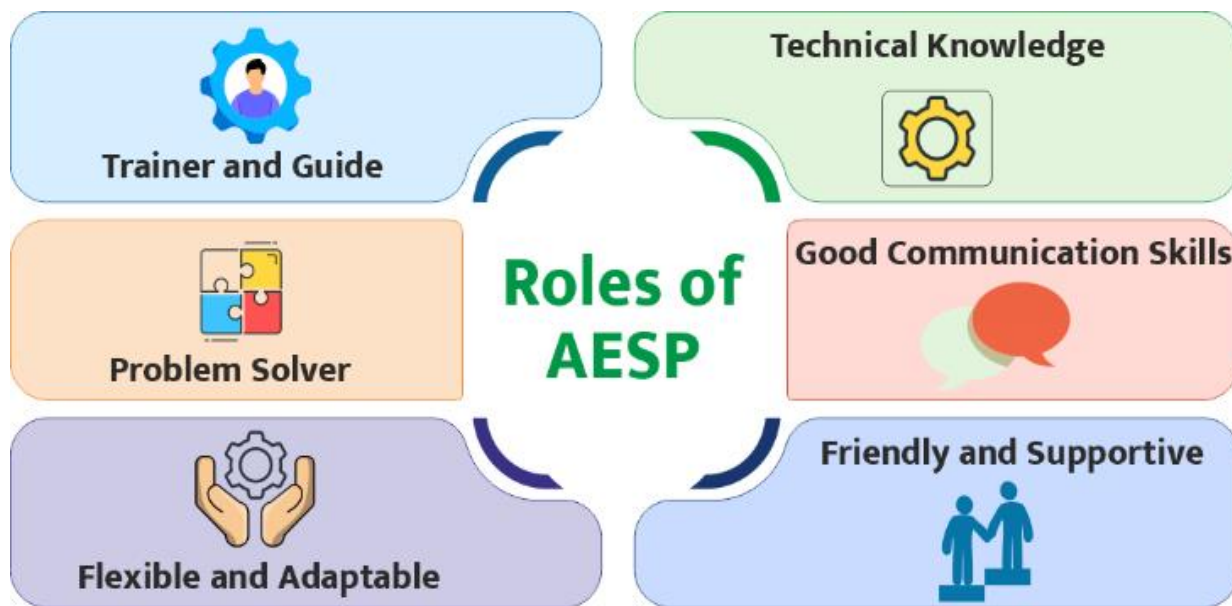 Trainer and Guide
Technical Knowledge
Problem Solver
Roles of
AESP
Good Communication Skills
Flexible and Adaptable
Friendly and Supportive